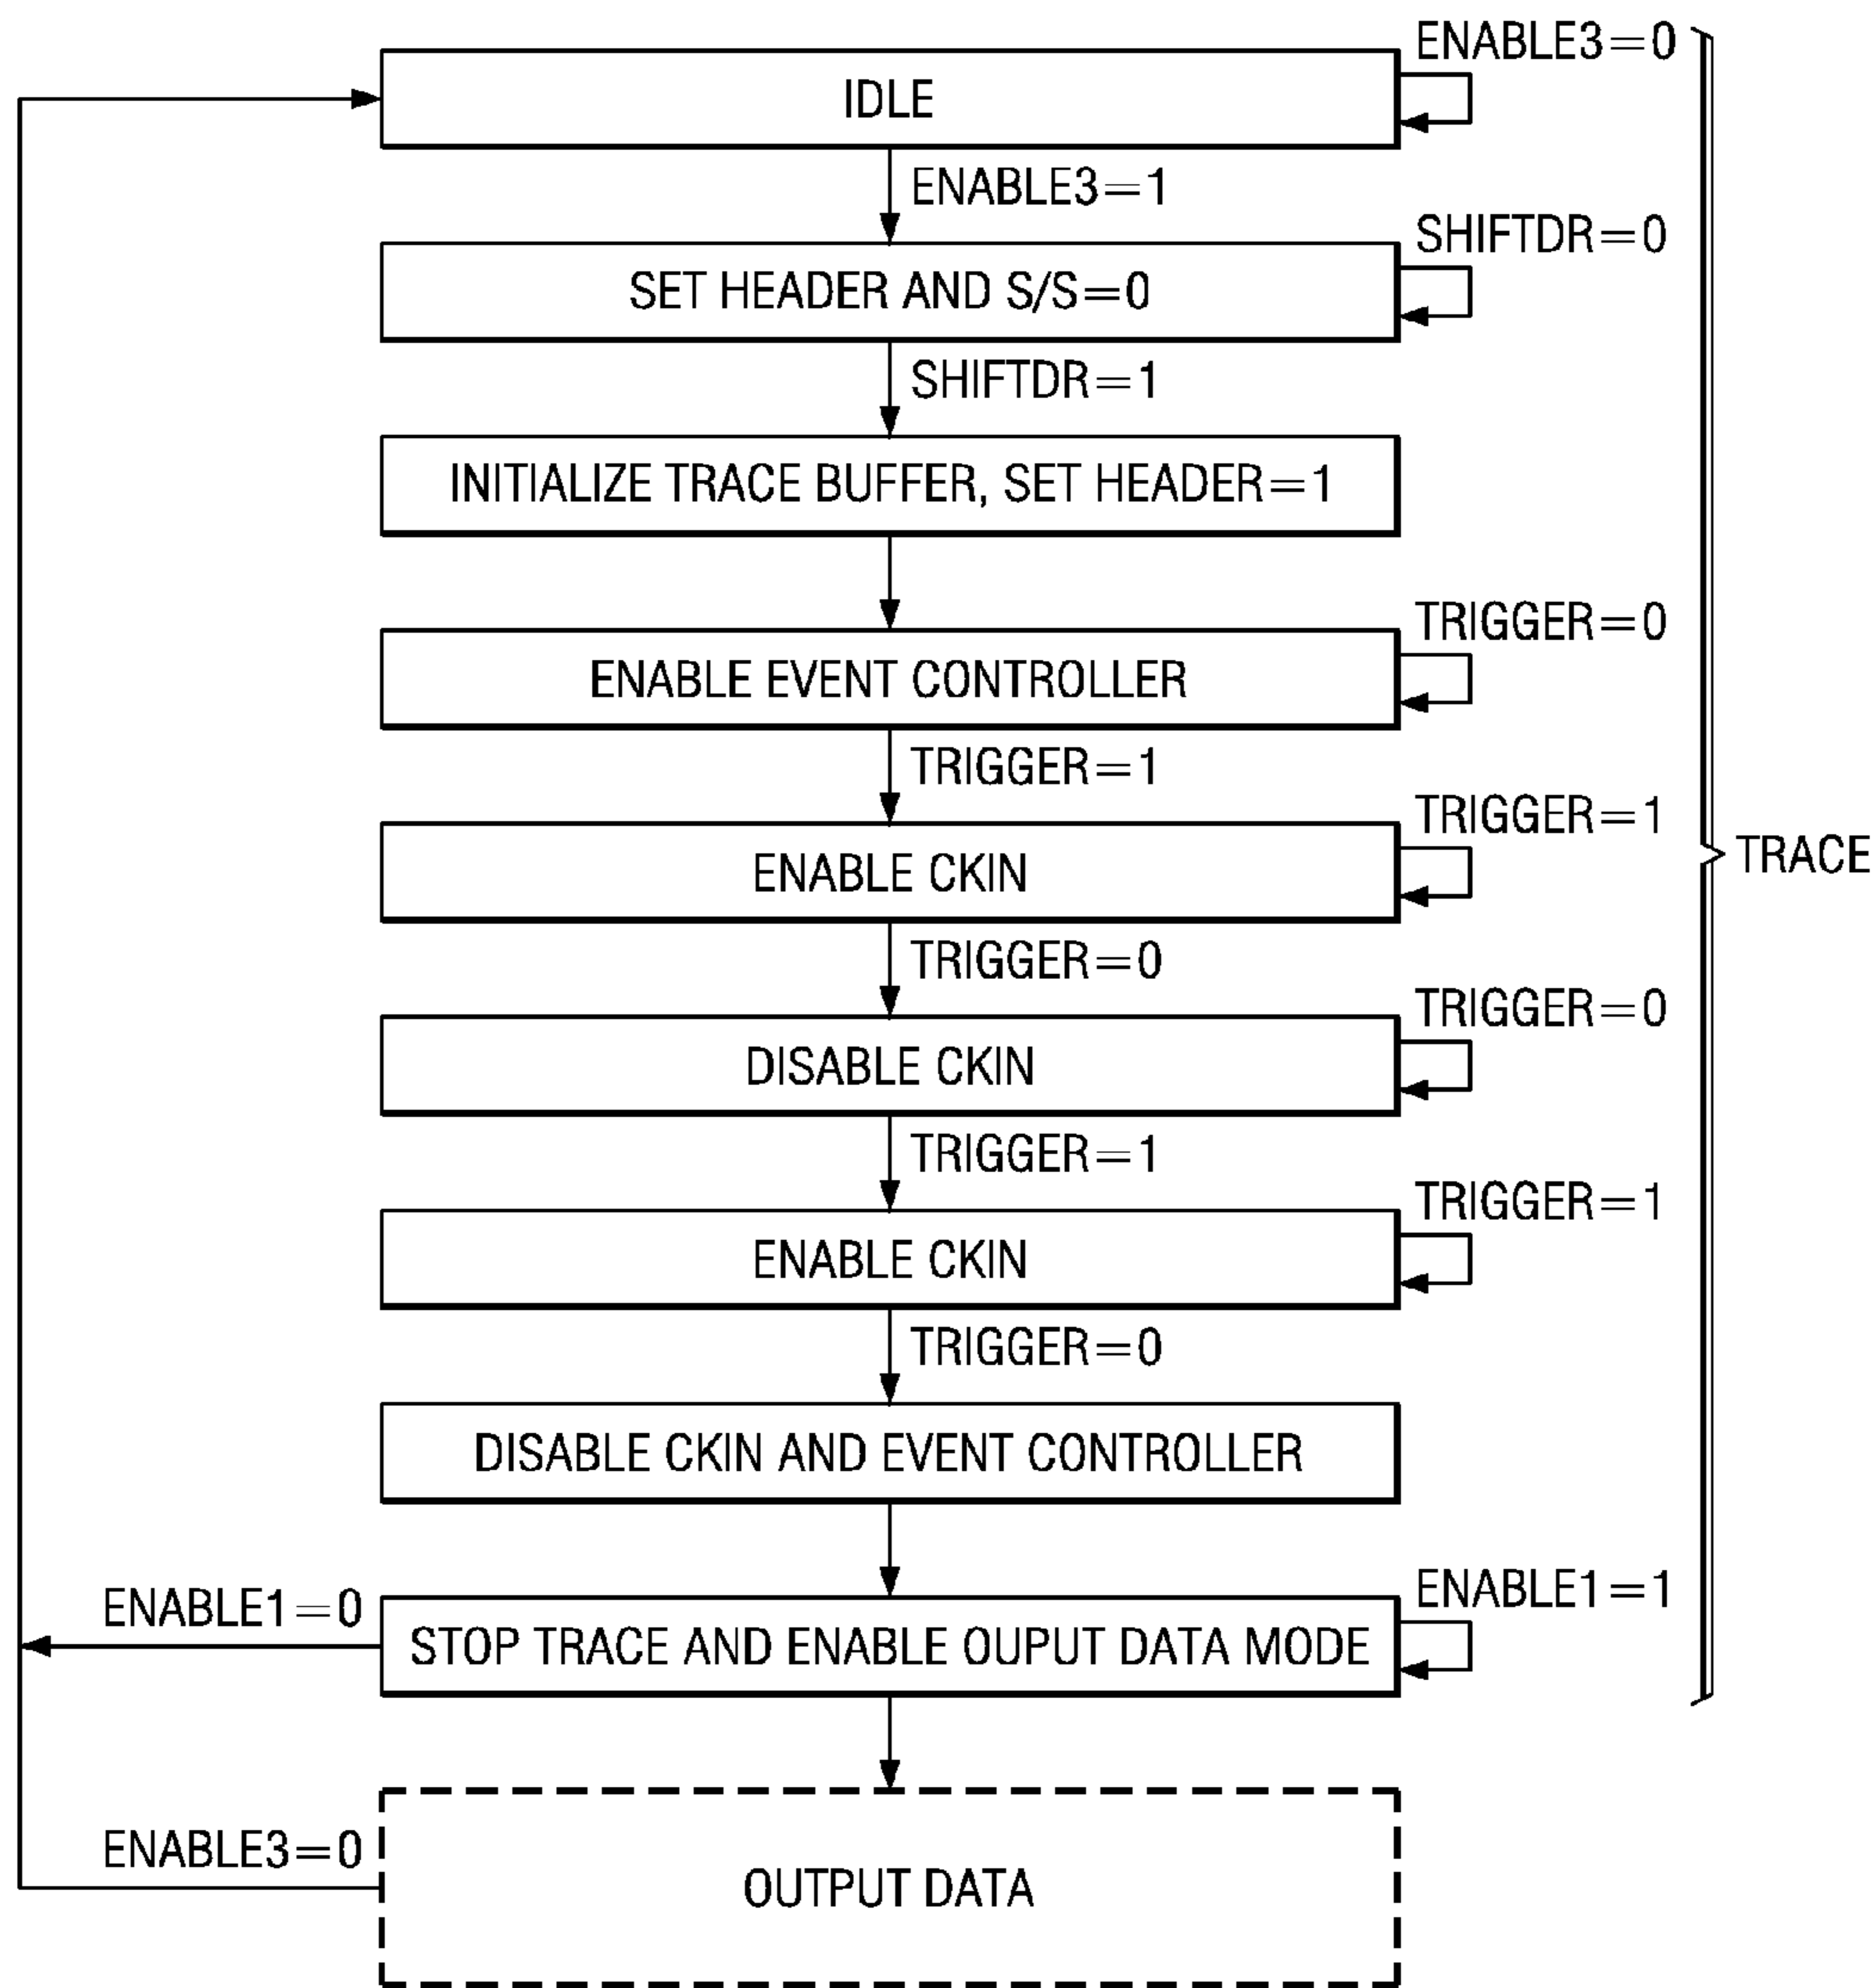 ENABLE3=0
IDLE
ENABLE3=1
SHIFTDR=0
SET HEADER AND S/S=0
SHIFTDR=1
INITIALIZE TRACE BUFFER, SET HEADER=1
TRIGGER=0
ENABLE EVENT CONTROLLER
TRIGGER=1
TRIGGER=1
ENABLE CKIN
TRACE
TRIGGER=0
TRIGGER=0
DISABLE CKIN
TRIGGER=1
TRIGGER=1
ENABLE CKIN
TRIGGER=0
DISABLE CKIN AND EVENT CONTROLLER
ENABLE1=1
ENABLE1=0
STOP TRACE AND ENABLE OUPUT DATA MODE
ENABLE3=0
OUTPUT DATA